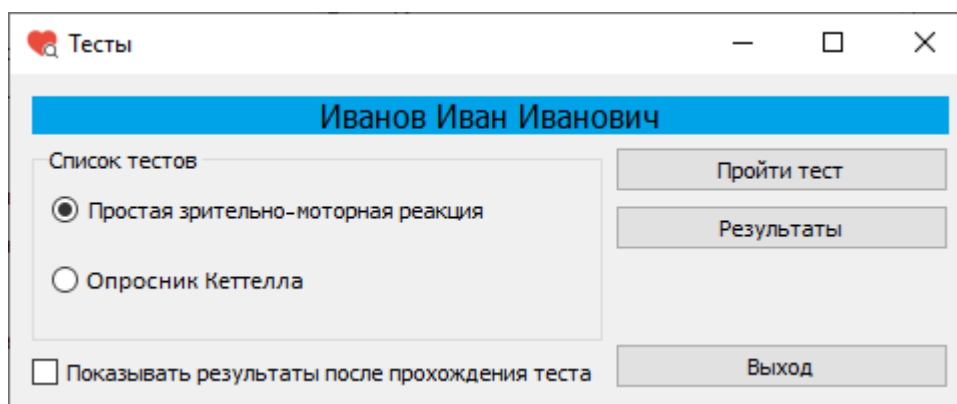 Тесты
Иванов Иван Иванович
Список тестов
Простая зрительно-моторная реакция
Опросник Кеттелла
Показывать результаты после прохождения теста
Пройти тест
Результаты
Выход